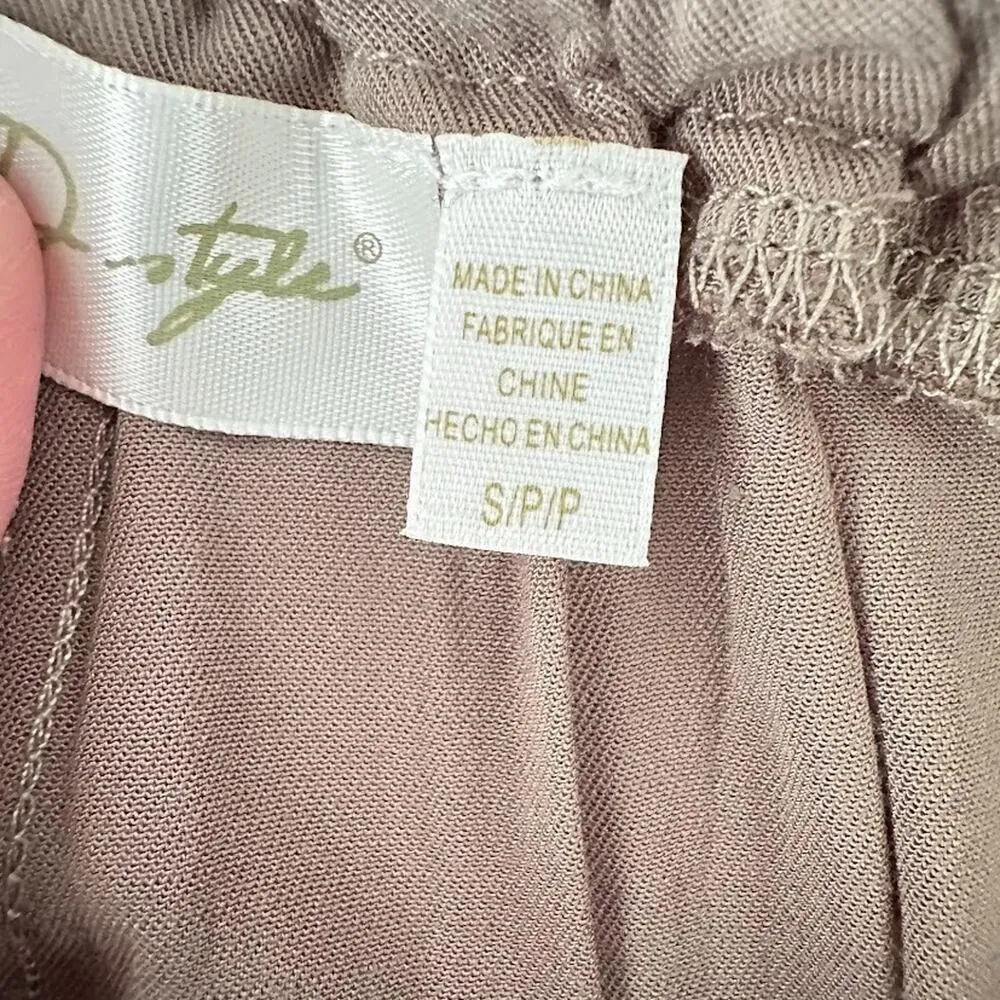 style®
MADE IN CHINA
FABRIQUE EN
CHINE
HECHO EN CHINA
S/P/P